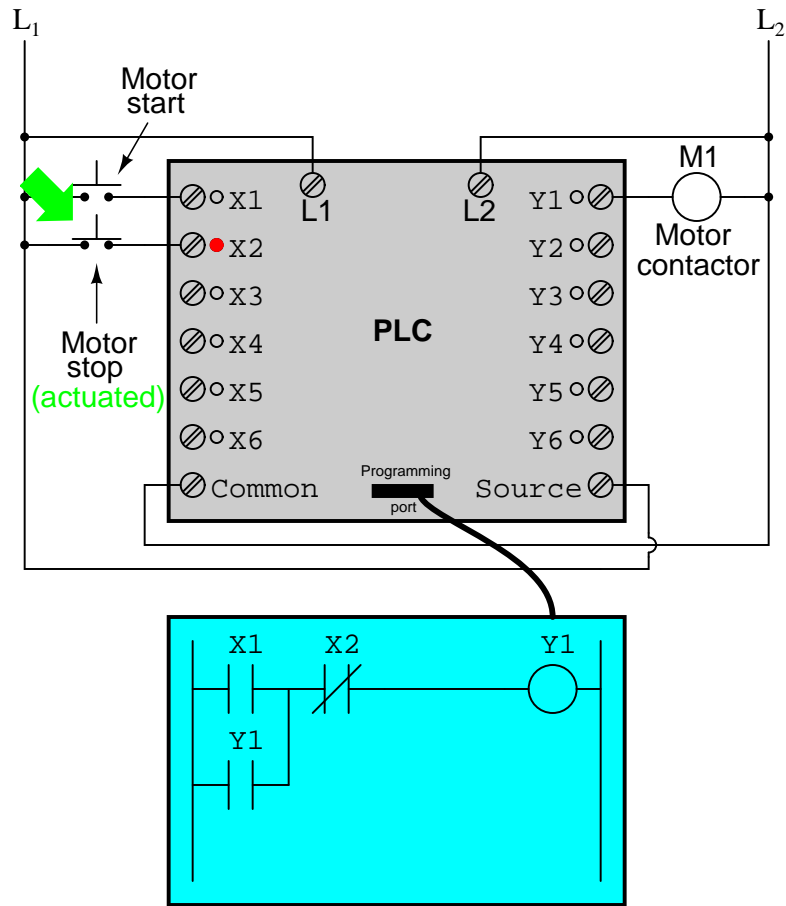 L1 L2
Motor
start
M1
L1 L2
X1 Y1
Motor
contactor
X2 Y2
X3 Y3
Motor
stop
(actuated)
X4 PLC Y4
X5 Y5
X6 Y6
Common Programming
port Source
X1 X2 Y1
Y1